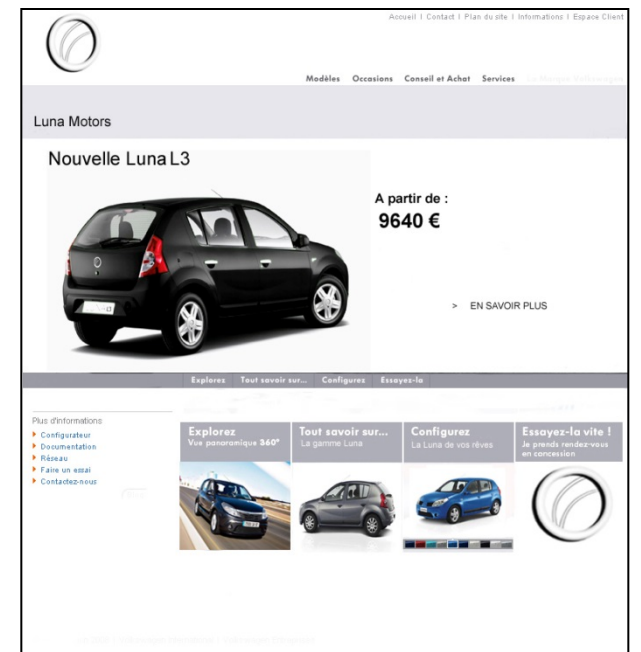 Accueil I Contact I Plan du site I Informations I Espace Client
Modèles Occasions Conseil et Achat Services
Luna Motors
Nouvelle Luna L3
A partir de :
9640 €
> EN SAVOIR PLUS
Explorez Tout savoir sur... Configurez Essayez-la
Plus d'informations
Configurateur
Documentation
Réseau
Faire un essai
Contactez-nous
Explorez
Vue panoramique 360°
Tout savoir sur...
La gamme Luna
Configurez
La Luna de vos rêves
Essayez-la vite !
Je prends rendez-vous
en concession